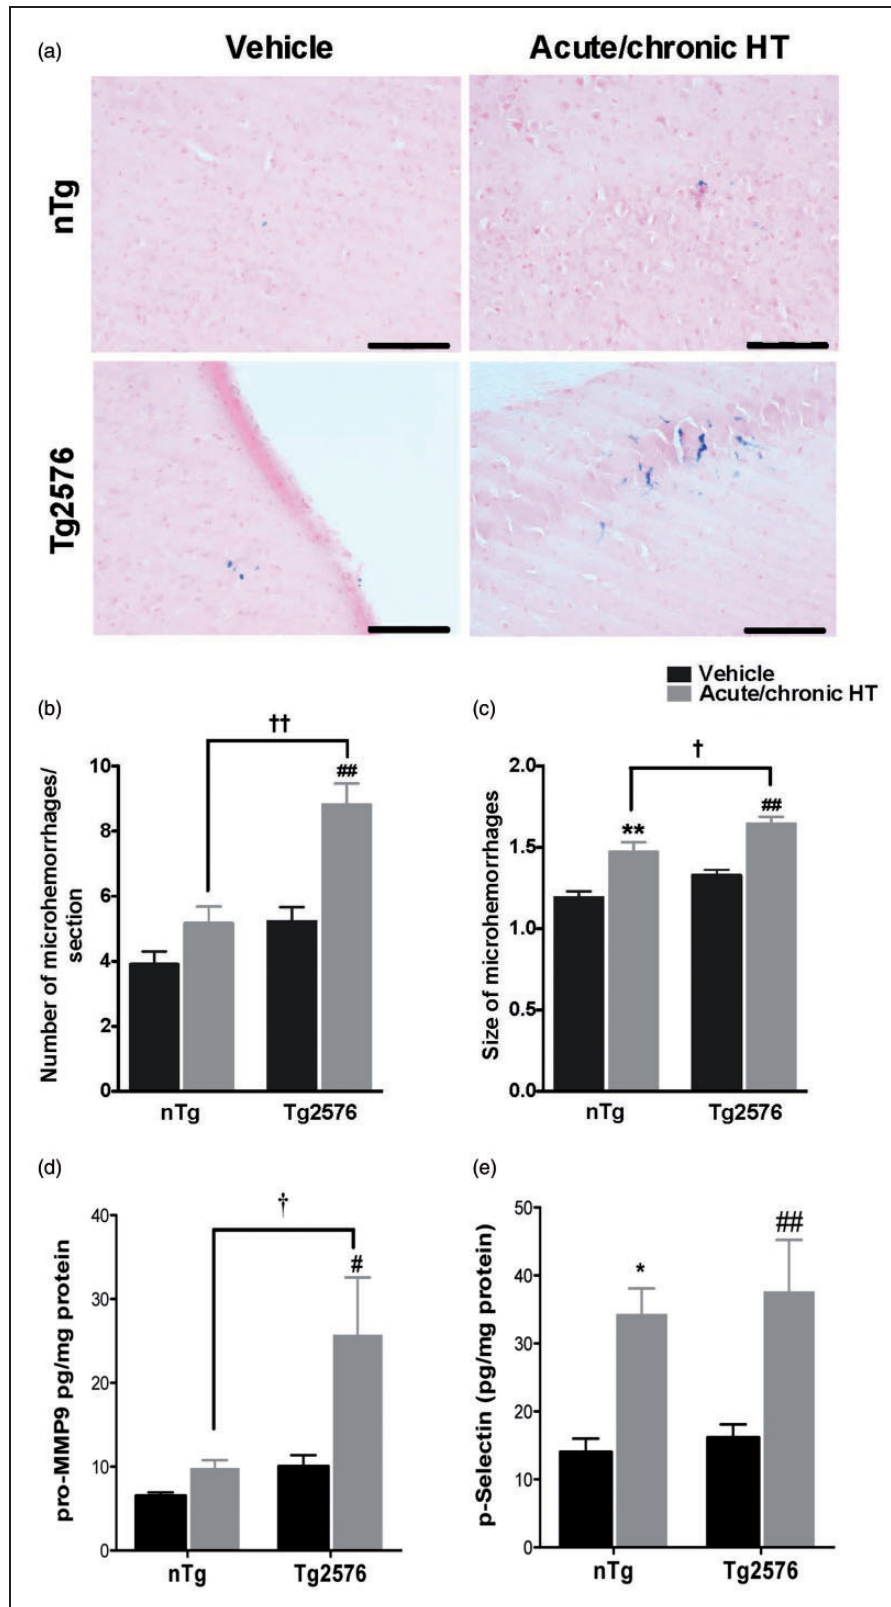 (a)
Vehicle
Acute/chronic HT
nTg
Tg2576
Vehicle
Acute/chronic HT
(b)
††
##
Number of microhemorrhages/
section
10
8
6
4
2
0
nTg
Tg2576
(c)
†
**
##
Size of microhemorrhages
2.0
1.5
1.0
0.5
0.0
nTg
Tg2576
(d)
†
#
pro-MMP9 pg/mg protein
40
30
20
10
0
nTg
Tg2576
(e)
*
##
p-Selectin (pg/mg protein)
50
40
30
20
10
0
nTg
Tg2576